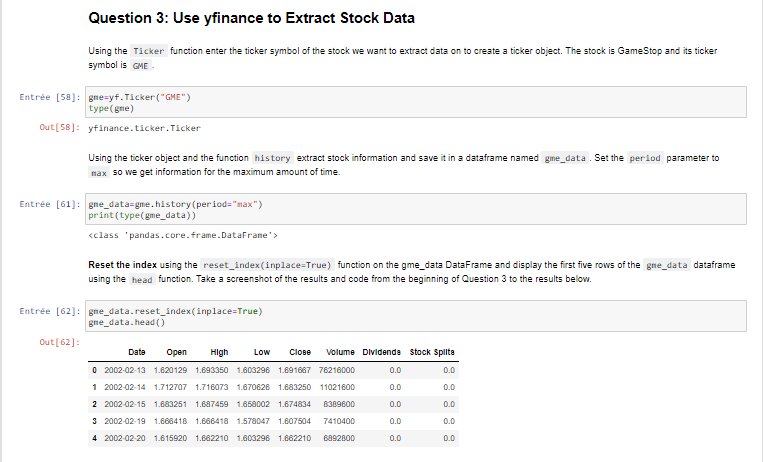 Question 3: Use yfinance to Extract Stock Data
Using the Ticker function enter the ticker symbol of the stock we want to extract data on to create a ticker object. The stock is GameStop and its ticker
symbol is GME .
Entrée [58]: gme=yf.Ticker("GME")
type(gme)
Out[58]: yfinance.ticker.Ticker
Using the ticker object and the function history extract stock information and save it in a dataframe named gme_data . Set the period parameter to
max so we get information for the maximum amount of time.
Entrée [61]: gme_data=gme.history(period="max")
print(type(gme_data))
<class 'pandas.core.frame.DataFrame'>
Reset the index using the reset_index(inplace=True) function on the gme_data DataFrame and display the first five rows of the gme_data dataframe
using the head function. Take a screenshot of the results and code from the beginning of Question 3 to the results below.
Entrée [62]: gme_data.reset_index(inplace=True)
gme_data.head()
Out[62]:
Date Open High Low Close Volume Dividends Stock Splits
0 2002-02-13 1.620129 1.693350 1.603296 1.691667 76216000 0.0 0.0
1 2002-02-14 1.712707 1.716073 1.670626 1.683250 11021600 0.0 0.0
2 2002-02-15 1.683251 1.687459 1.658002 1.674834 8389600 0.0 0.0
3 2002-02-19 1.666418 1.666418 1.578047 1.607504 7410400 0.0 0.0
4 2002-02-20 1.615920 1.662210 1.603296 1.662210 6892800 0.0 0.0